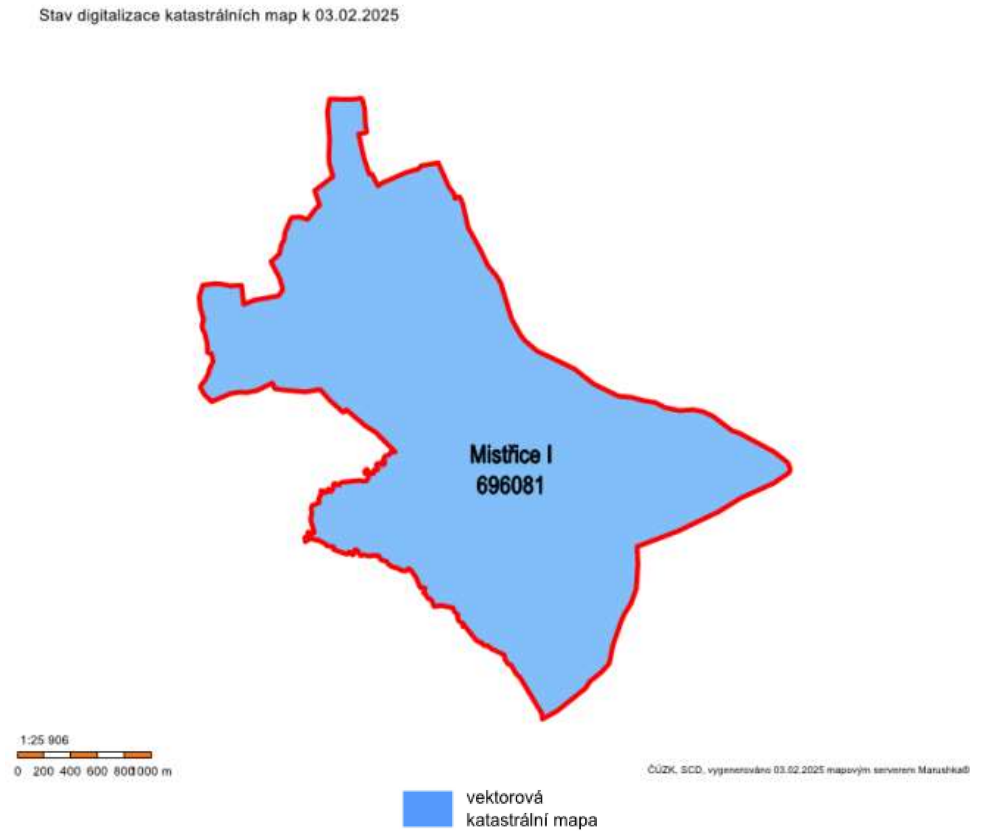 Stav digitalizace katastrálních map k 03.02.2025
Mistřice I
696081
1:25 906
0 200 400 600 800 1000 m
ČÚZK, SCD, vygenerováno 03.02.2025 mapovým serverem Marushka®
vektorová
katastrální mapa